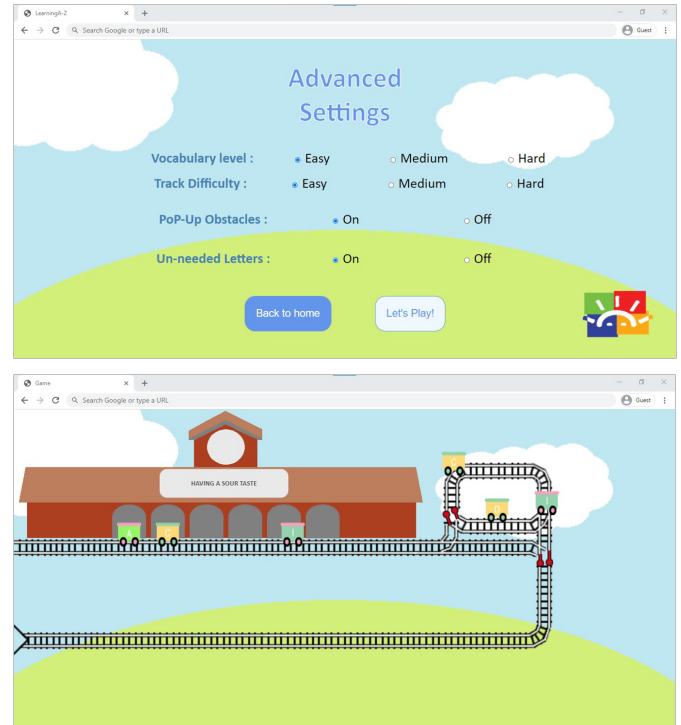 LearningA-Z
Search Google or type a URL
Guest
Advanced
Settings
Vocabulary level : Easy Medium Hard
Track Difficulty : Easy Medium Hard
PoP-Up Obstacles : On Off
Un-needed Letters : On Off
Back to home Let's Play!
Game
Search Google or type a URL
Guest
HAVING A SOUR TASTE
A